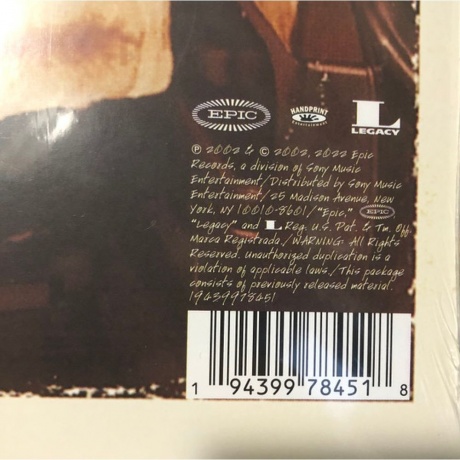 EPIC
HANDPRINT
Entertainment
L
LEGACY
℗ 2002 & © 2002, 2022 Epic
Records, a division of Sony Music
Entertainment/Distributed by Sony Music
Entertainment/25 Madison Avenue, New
York, NY 10010-8601/"Epic,"  EPIC
"Legacy" and L Reg. U.S. Pat. & Tm. Off.
Marca Registrada./WARNING: All Rights
Reserved. Unauthorized duplication is a
violation of applicable laws./This package
consists of previously released material.
19439978451
1 94399 78451 8